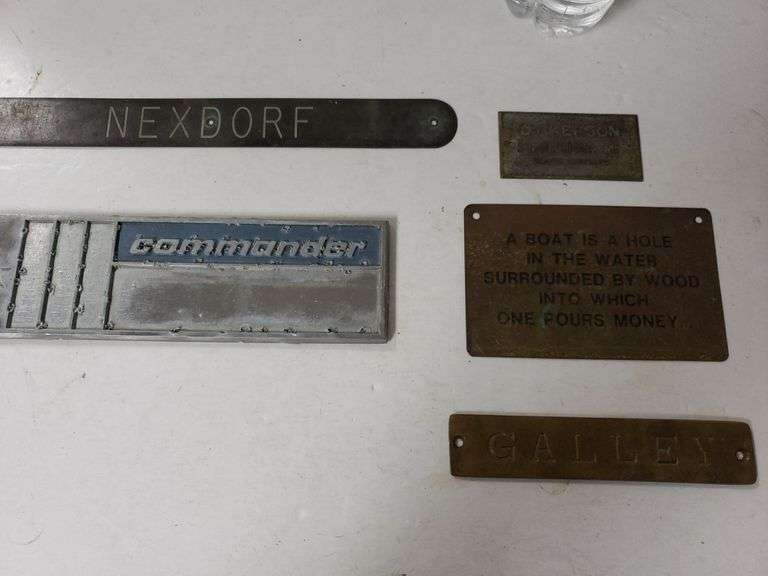 NEXDORF
commander
A BOAT IS A HOLE
IN THE WATER
SURROUNDED BY WOOD
INTO WHICH
ONE POURS MONEY...
GALLEY